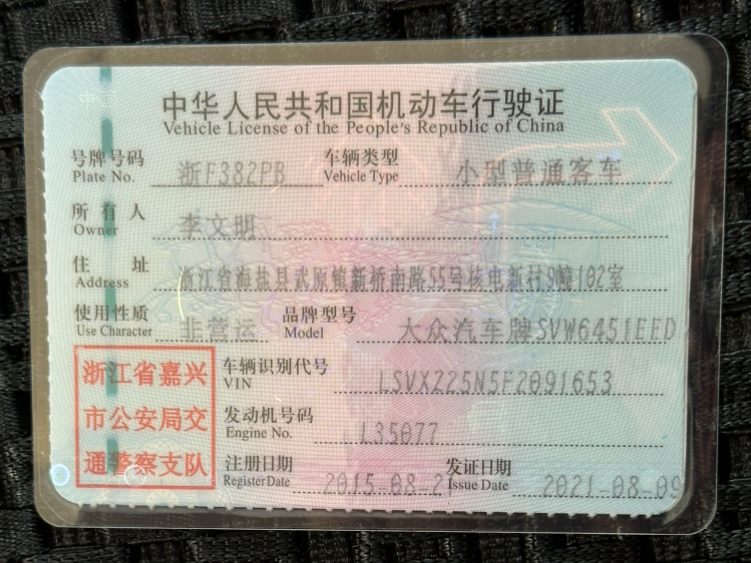 中华人民共和国机动车行驶证
Vehicle License of the People's Republic of China
号牌号码 浙F382PB 车辆类型 小型普通客车
Plate No. Vehicle Type
所有人 李文明
Owner
住址 浙江省海盐县武原镇新桥南路55号核电新村9幢102室
Address
使用性质 非营运 品牌型号 大众汽车牌SVW6451EED
Use Character Model
浙江省嘉兴
市公安局交
通警察支队
车辆识别代号 LSVXZ25N5F2091653
VIN
发动机号码 L35077
Engine No.
注册日期 2015-08-21 发证日期 2021-08-09
Register Date Issue Date